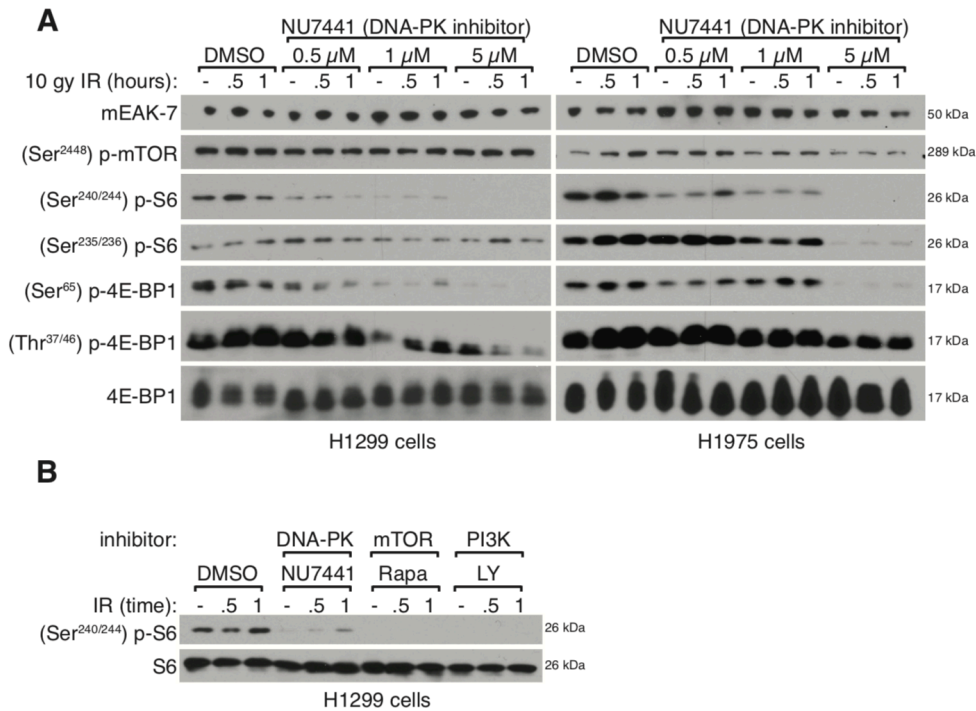 A
NU7441 (DNA-PK inhibitor) NU7441 (DNA-PK inhibitor)
DMSO 0.5 μM 1 μM 5 μM DMSO 0.5 μM 1 μM 5 μM
10 gy IR (hours): - .5 1 - .5 1 - .5 1 - .5 1 - .5 1 - .5 1 - .5 1 - .5 1
mEAK-7 50 kDa
(Ser2448) p-mTOR 289 kDa
(Ser240/244) p-S6 26 kDa
(Ser235/236) p-S6 26 kDa
(Ser65) p-4E-BP1 17 kDa
(Thr37/46) p-4E-BP1 17 kDa
4E-BP1 17 kDa
H1299 cells H1975 cells
B
inhibitor: DNA-PK mTOR PI3K
DMSO NU7441 Rapa LY
IR (time): - .5 1 - .5 1 - .5 1 - .5 1
(Ser240/244) p-S6 26 kDa
S6 26 kDa
H1299 cells